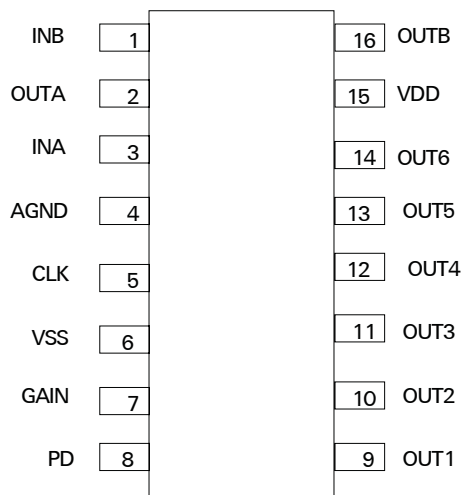 INB 1 16 OUTB
OUTA 2 15 VDD
INA 3 14 OUT6
AGND 4 13 OUT5
CLK 5 12 OUT4
VSS 6 11 OUT3
GAIN 7 10 OUT2
PD 8 9 OUT1